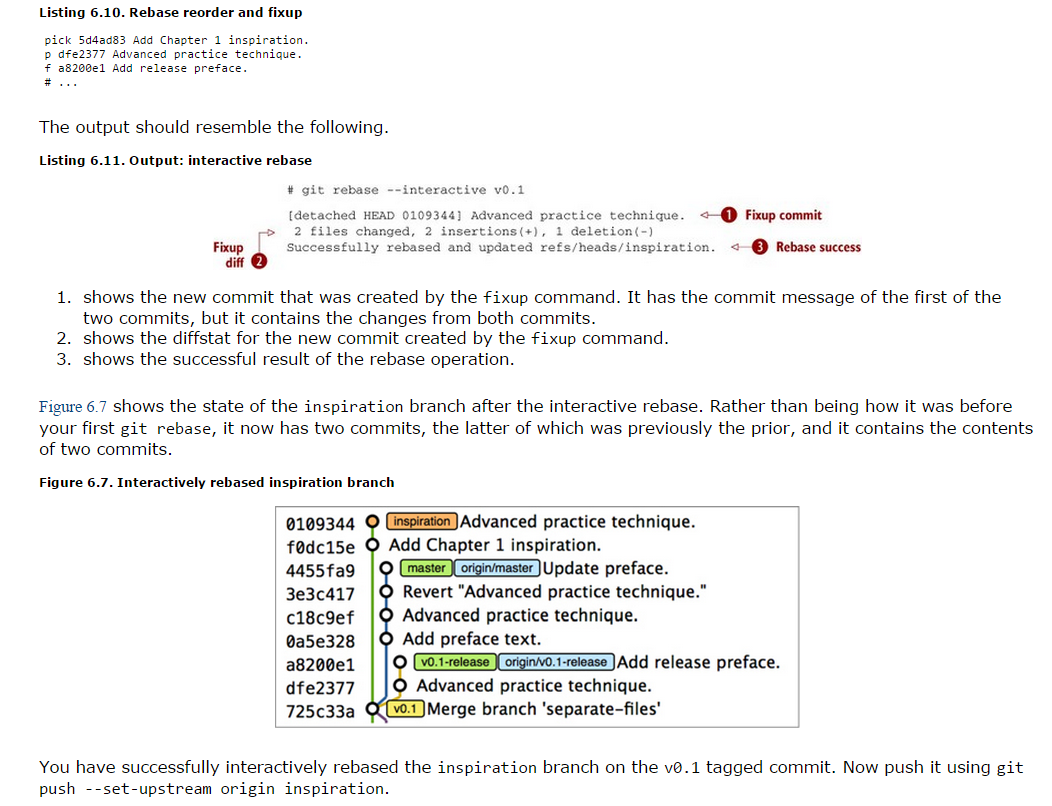 Listing 6.10. Rebase reorder and fixup
pick 5d4ad83 Add Chapter 1 inspiration.
p dfe2377 Advanced practice technique.
f a8200e1 Add release preface.
# ...
The output should resemble the following.
Listing 6.11. Output: interactive rebase
# git rebase --interactive v0.1
[detached HEAD 0109344] Advanced practice technique. 1 Fixup commit
2 files changed, 2 insertions(+), 1 deletion(-)
Successfully rebased and updated refs/heads/inspiration. 3 Rebase success
Fixup
diff 2
1. shows the new commit that was created by the fixup command. It has the commit message of the first of the
two commits, but it contains the changes from both commits.
2. shows the diffstat for the new commit created by the fixup command.
3. shows the successful result of the rebase operation.
Figure 6.7 shows the state of the inspiration branch after the interactive rebase. Rather than being how it was before
your first git rebase, it now has two commits, the latter of which was previously the prior, and it contains the contents
of two commits.
Figure 6.7. Interactively rebased inspiration branch
0109344 inspiration Advanced practice technique.
f0dc15e Add Chapter 1 inspiration.
4455fa9 master origin/master Update preface.
3e3c417 Revert "Advanced practice technique."
c18c9ef Advanced practice technique.
0a5e328 Add preface text.
a8200e1 v0.1-release origin/v0.1-release Add release preface.
dfe2377 Advanced practice technique.
725c33a v0.1 Merge branch 'separate-files'
You have successfully interactively rebased the inspiration branch on the v0.1 tagged commit. Now push it using git
push --set-upstream origin inspiration.